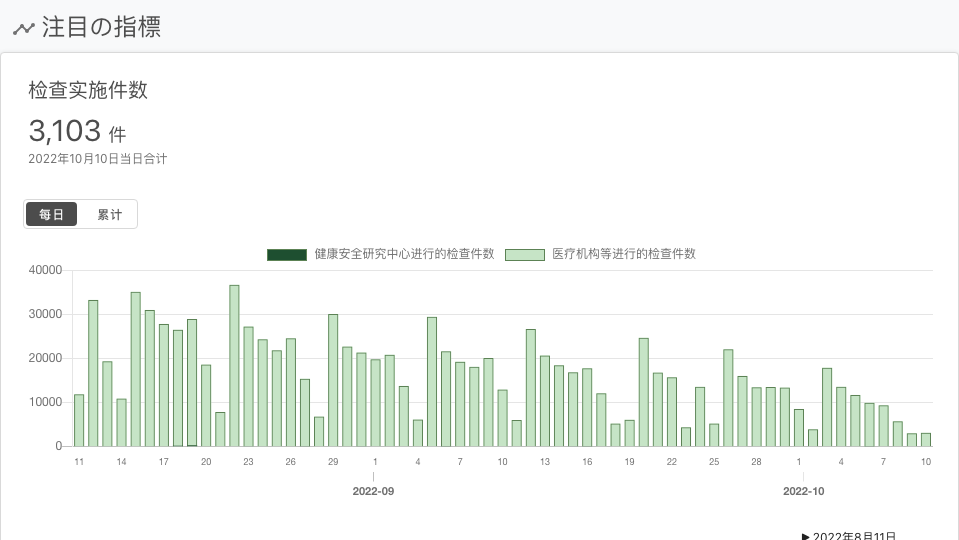 注目の指標
检查实施件数
3,103 件
2022年10月10日当日合计
每日 累计
健康安全研究中心进行的检查件数 医疗机构等进行的检查件数
40000
30000
20000
10000
0
11 14 17 20 23 26 29 1 4 7 10 13 16 19 22 25 28 1 4 7 10
2022-09 2022-10
▶ 2022年8月11日